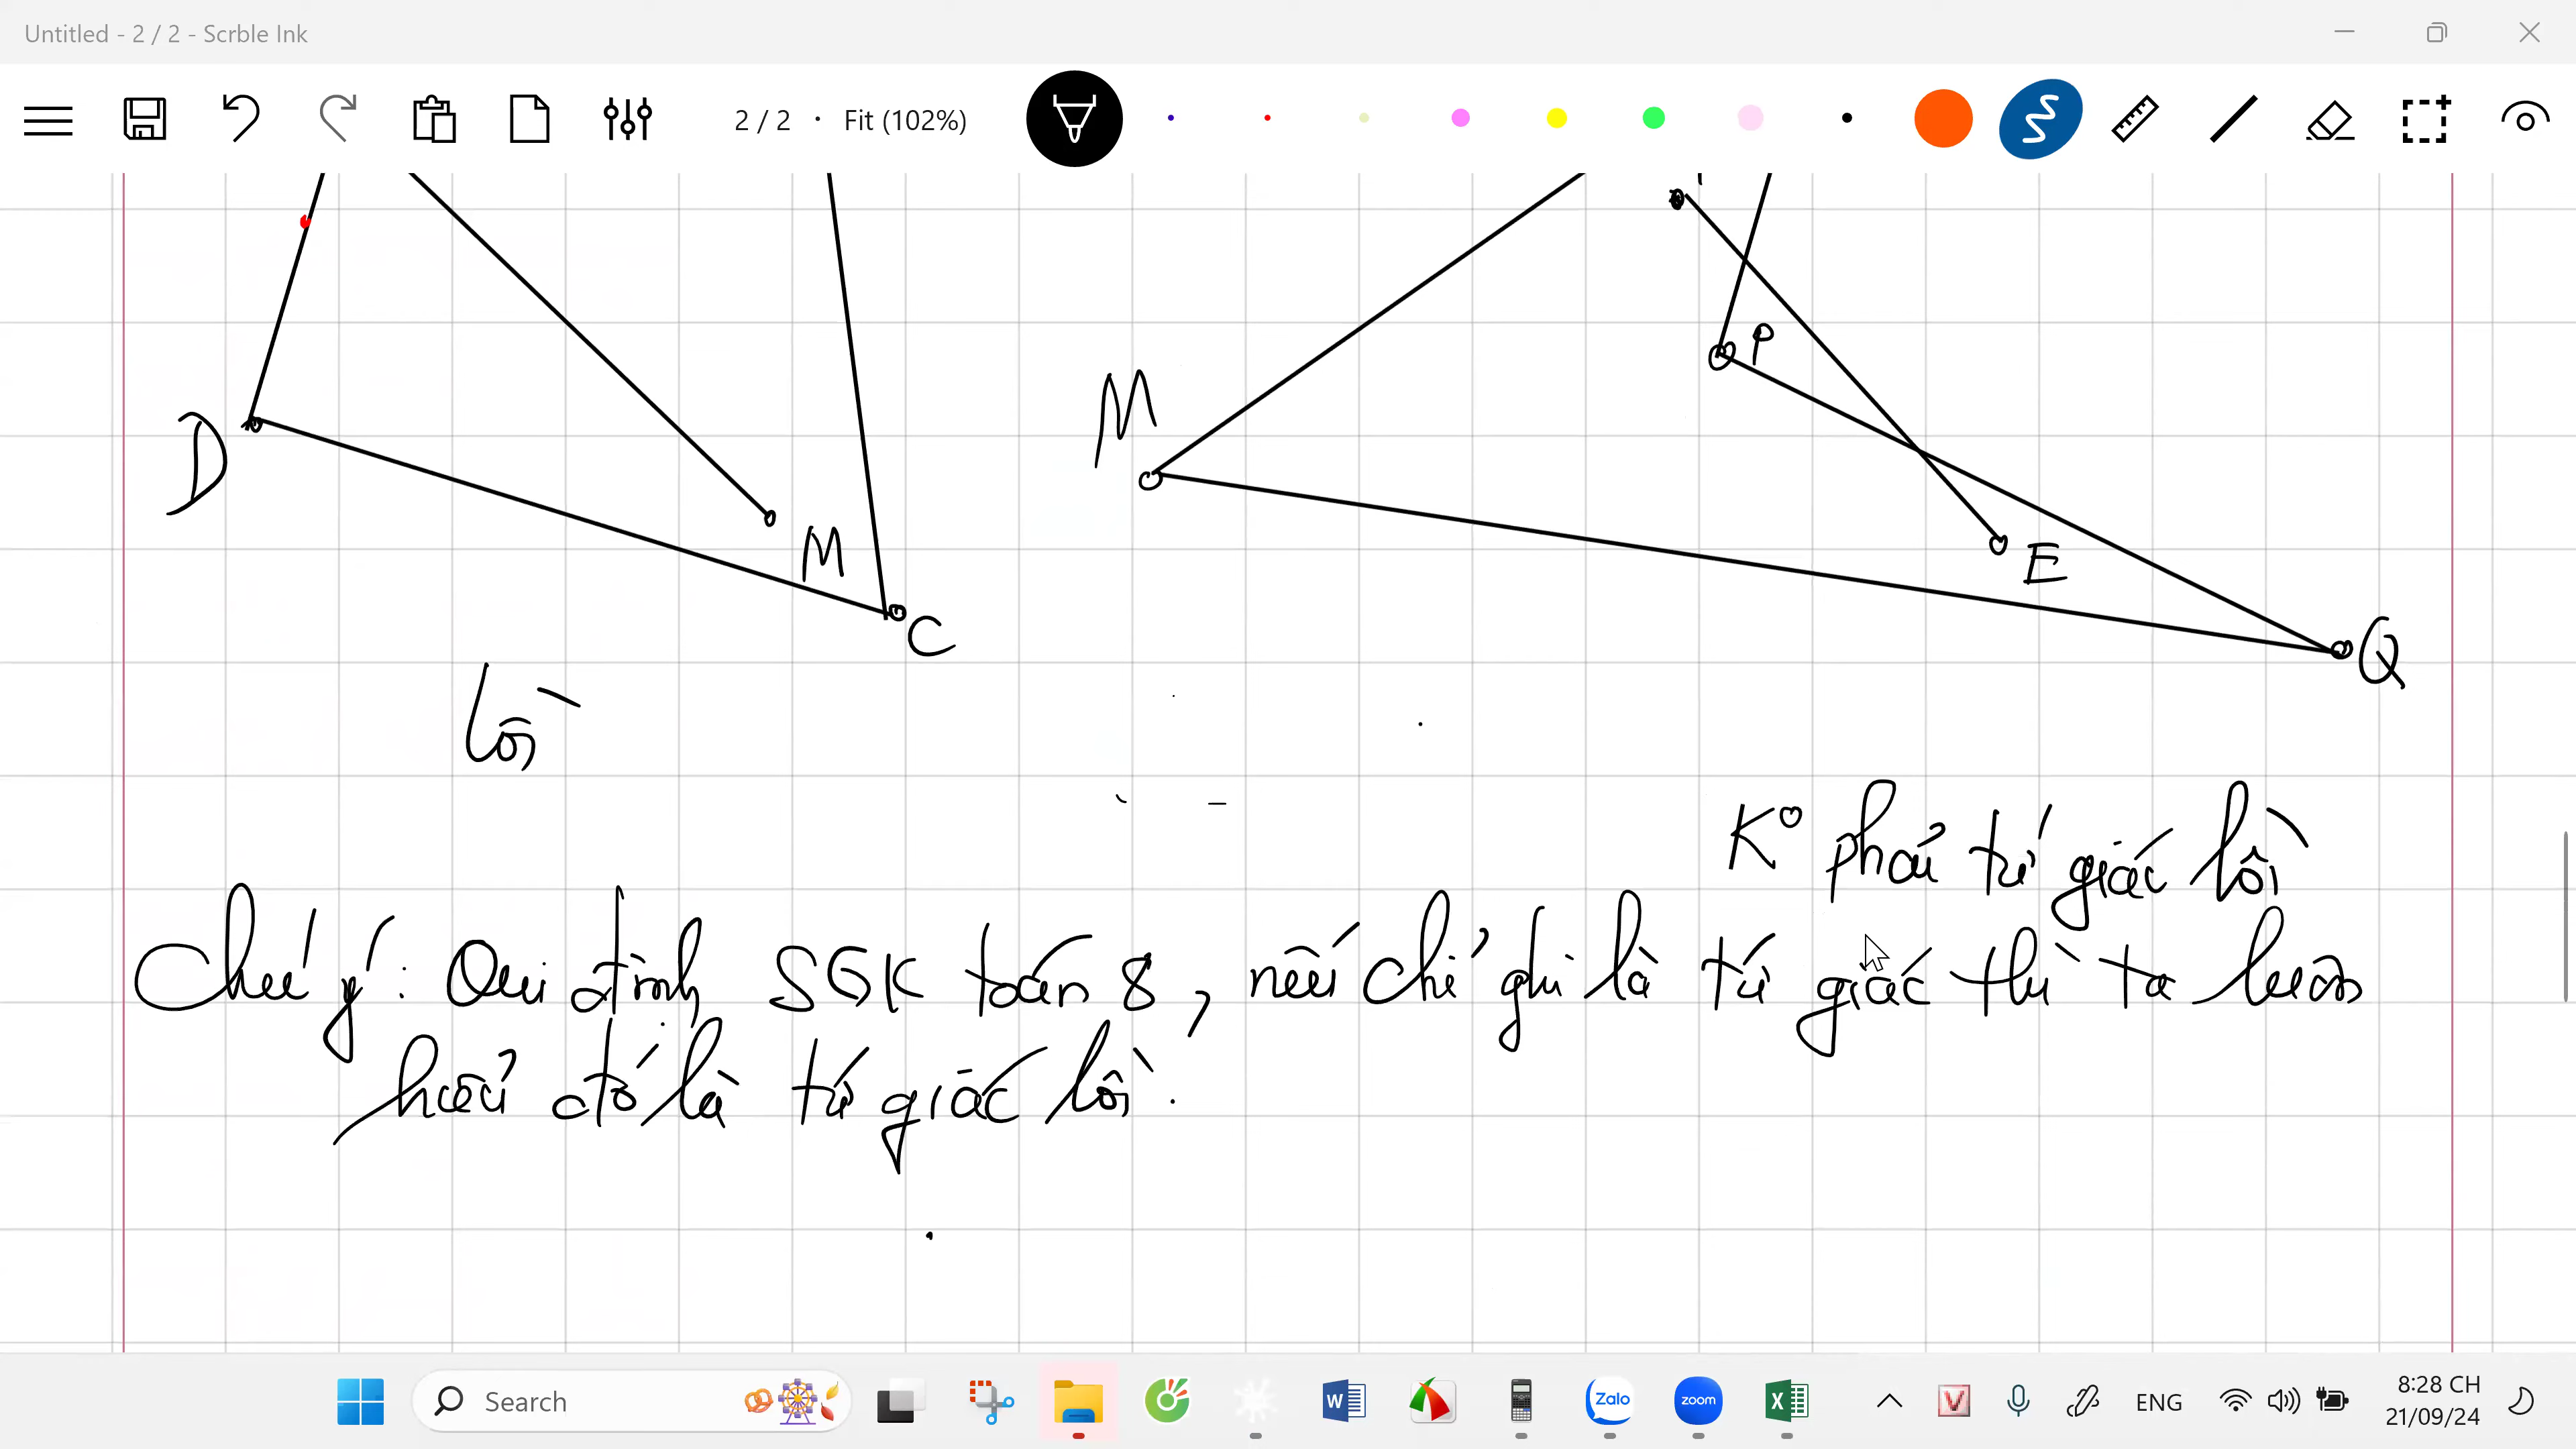 Untitled - 2 / 2 - Scrble Ink
2 / 2 · Fit (102%)
P
M
D
E
M
C
Q
lồi
K° phải tứ giác lồi
Chú ý: Qui định SGK toán 8, nếu chỉ ghi là tứ giác thì ta luôn
hiểu đó là tứ giác lồi.
Search
W
Zalo
zoom
X
V
ENG
8:28 CH
21/09/24